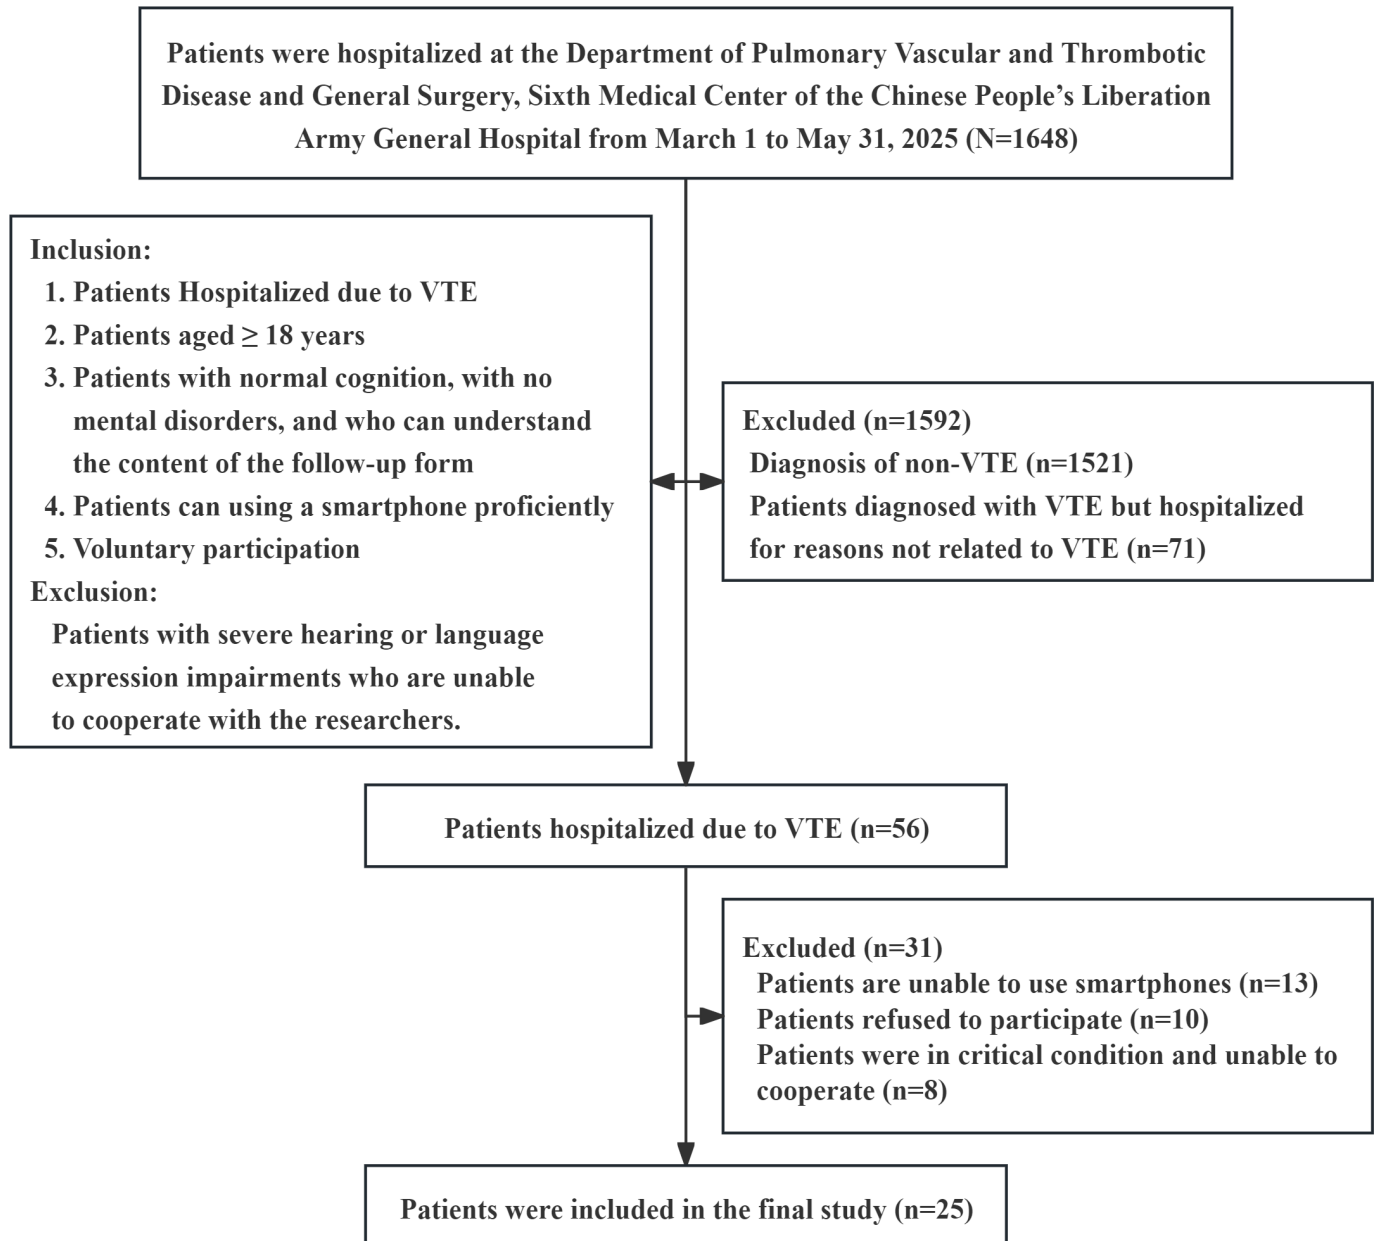 Patients were hospitalized at the Department of Pulmonary Vascular and Thrombotic
Disease and General Surgery, Sixth Medical Center of the Chinese People’s Liberation
Army General Hospital from March 1 to May 31, 2025 (N=1648)
Inclusion:
1. Patients Hospitalized due to VTE
2. Patients aged ≥ 18 years
3. Patients with normal cognition, with no
mental disorders, and who can understand
the content of the follow-up form
4. Patients can using a smartphone proficiently
5. Voluntary participation
Exclusion:
Patients with severe hearing or language
expression impairments who are unable
to cooperate with the researchers.
Excluded (n=1592)
Diagnosis of non-VTE (n=1521)
Patients diagnosed with VTE but hospitalized
for reasons not related to VTE (n=71)
Patients hospitalized due to VTE (n=56)
Excluded (n=31)
Patients are unable to use smartphones (n=13)
Patients refused to participate (n=10)
Patients were in critical condition and unable to
cooperate (n=8)
Patients were included in the final study (n=25)